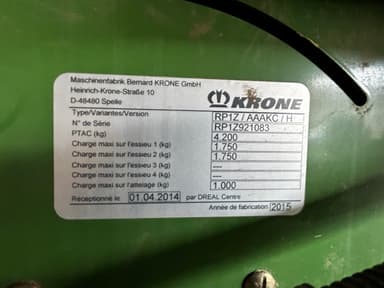 Maschinenfabrik Bernard KRONE GmbH
Heinrich-Krone-Straße 10
D-48480 Spelle
KRONE
Type/Variantes/Version RP1Z / AAAKC / H
N° de Série RP1Z921083
PTAC (kg) 4.200
Charge maxi sur l'essieu 1 (kg) 1.750
Charge maxi sur l'essieu 2 (kg) 1.750
Charge maxi sur l'essieu 3 (kg) ---
Charge maxi sur l'essieu 4 (kg) ---
Charge maxi sur l'attelage (kg) 1.000
Réceptionné le 01.04.2014 par DREAL Centre
Année de fabrication 2015